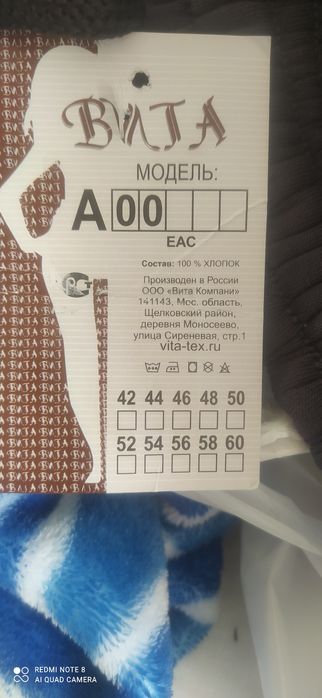 ВИТА
МОДЕЛЬ:
А00
ЕАС
Состав: 100 % ХЛОПОК
Произведен в России
ООО «Вита Компани»
141143, Мос. область,
Щелковский район,
деревня Моносеево,
улица Сиреневая, стр.1
vita-tex.ru
42 44 46 48 50
52 54 56 58 60
REDMI NOTE 8
AI QUAD CAMERA